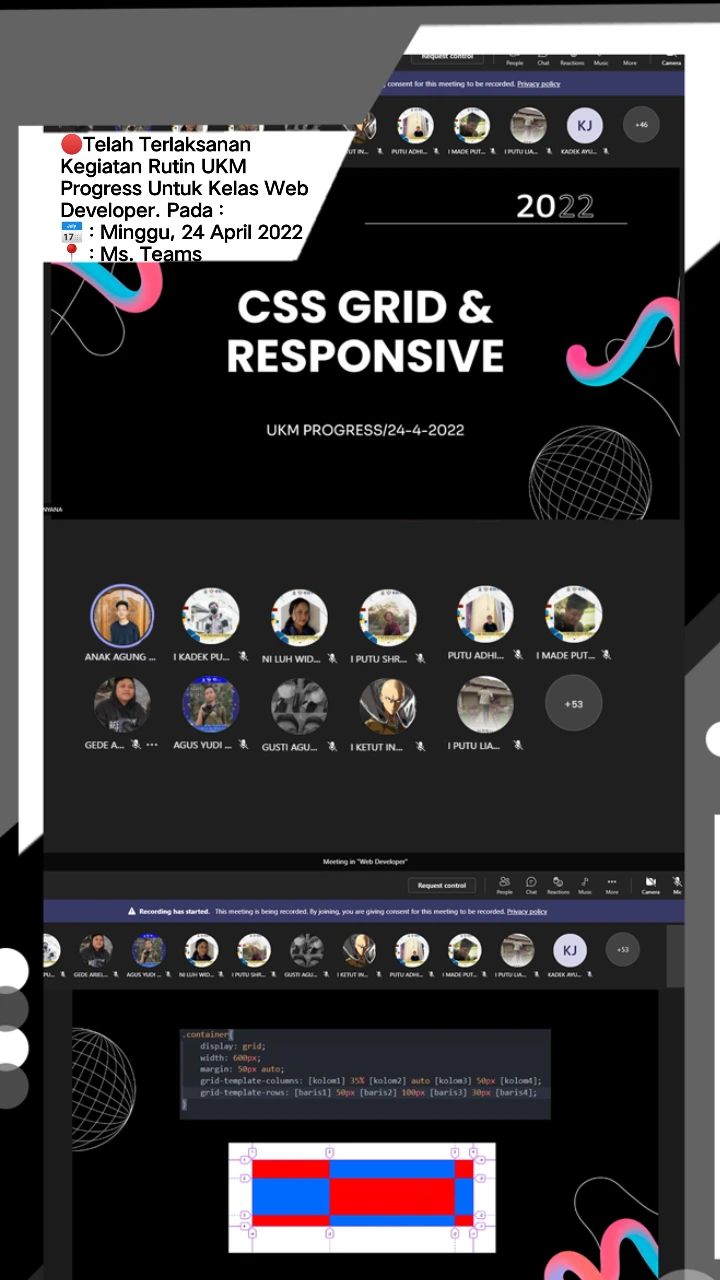 Request control
People Chat Reactions Music More Camera
consent for this meeting to be recorded. Privacy policy
PUTU ADHI... I MADE PUT... I PUTU LIA... KADEK AYU...
KJ
+46
🔴Telah Terlaksanan
Kegiatan Rutin UKM
Progress Untuk Kelas Web
Developer. Pada :
📅 : Minggu, 24 April 2022
📍 : Ms. Teams
2022
CSS GRID &
RESPONSIVE
UKM PROGRESS/24-4-2022
NYANA
ANAK AGUNG ... I KADEK PU... NI LUH WID... I PUTU SHR... PUTU ADHI... I MADE PUT...
+53
GEDE A... AGUS YUDI ... GUSTI AGU... I KETUT IN... I PUTU LIA...
Meeting in "Web Developer"
Request control
People Chat Reactions Music More Camera Mic
Recording has started. This meeting is being recorded. By joining, you are giving consent for this meeting to be recorded. Privacy policy
KJ
+53
PU... GEDE ARIEL... AGUS YUDI ... NI LUH WID... I PUTU SHR... GUSTI AGU... I KETUT IN... PUTU ADHI... I MADE PUT... I PUTU LIA... KADEK AYU...
.container{
display: grid;
width: 600px;
margin: 50px auto;
grid-template-columns: [kolom1] 35% [kolom2] auto [kolom3] 50px [kolom4];
grid-template-rows: [baris1] 50px [baris2] 100px [baris3] 30px [baris4];
}